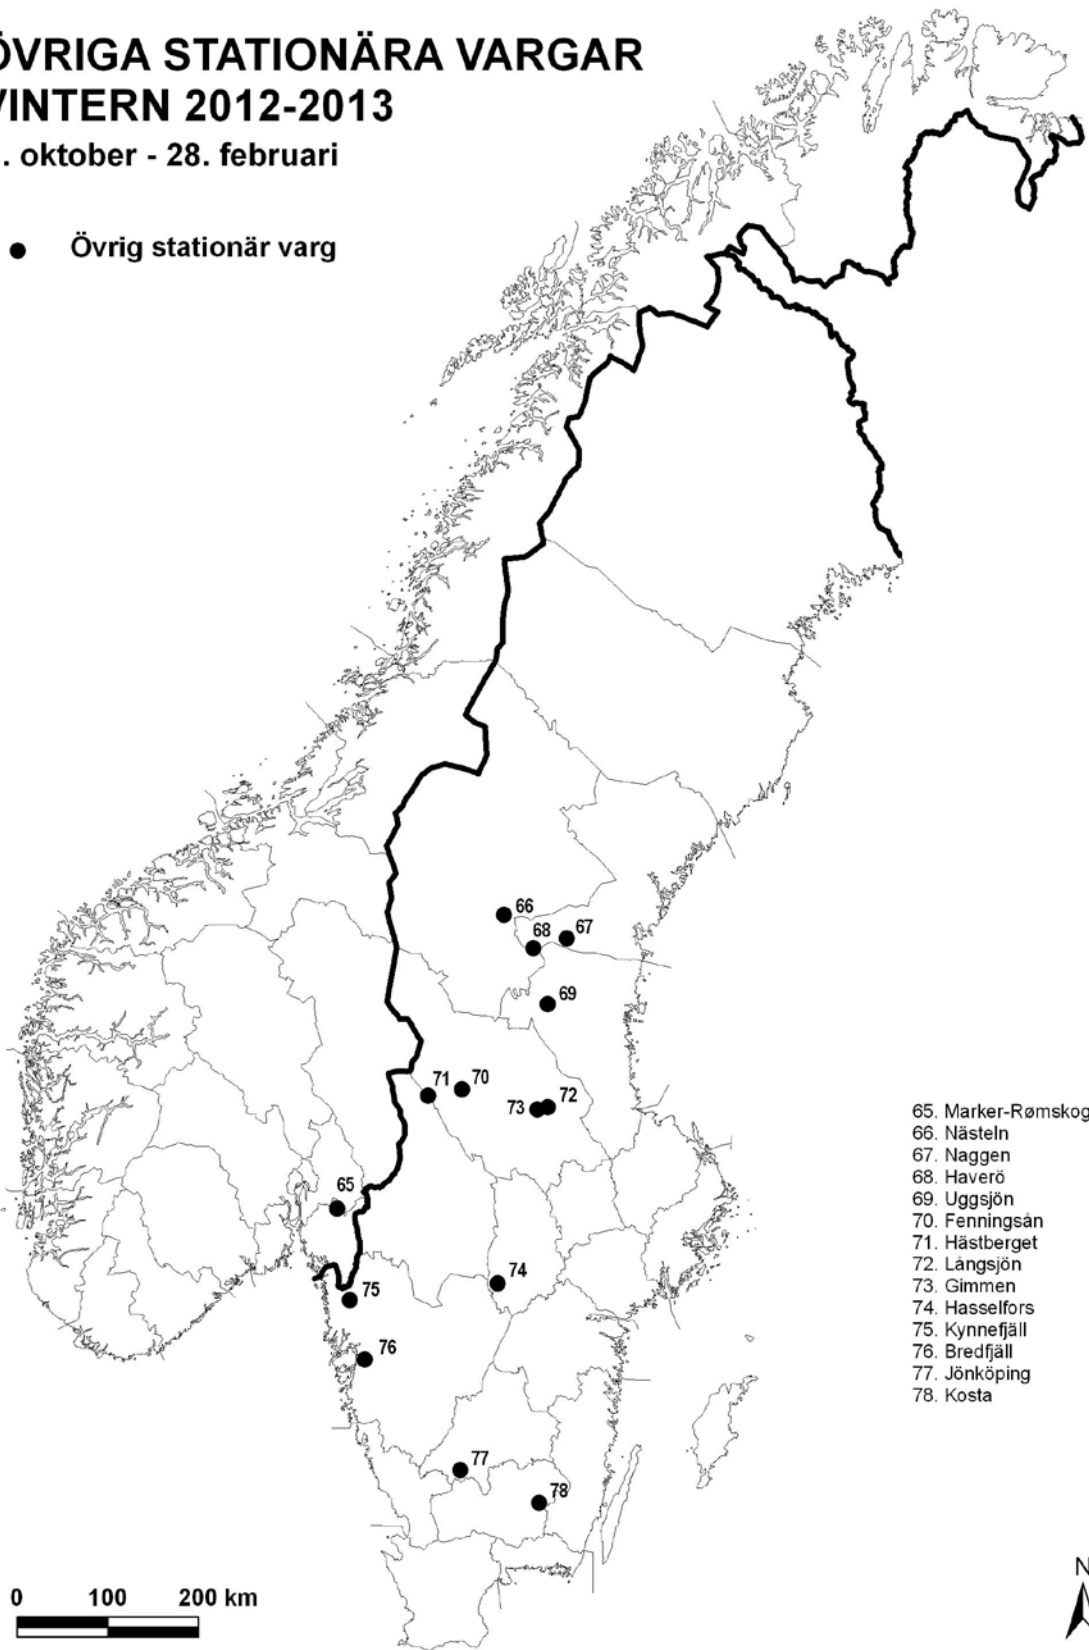 ÖVRIGA STATIONÄRA VARGAR
VINTERN 2012-2013
. oktober - 28. februari
Övrig stationär varg
66
67
68
69
71
70
72
73
65
74
75
76
77
78
65. Marker-Rømskog
66. Nästeln
67. Naggen
68. Haverö
69. Uggsjön
70. Fenningsån
71. Hästberget
72. Långsjön
73. Gimmen
74. Hasselfors
75. Kynnefjäll
76. Bredfjäll
77. Jönköping
78. Kosta
0 100 200 km
N